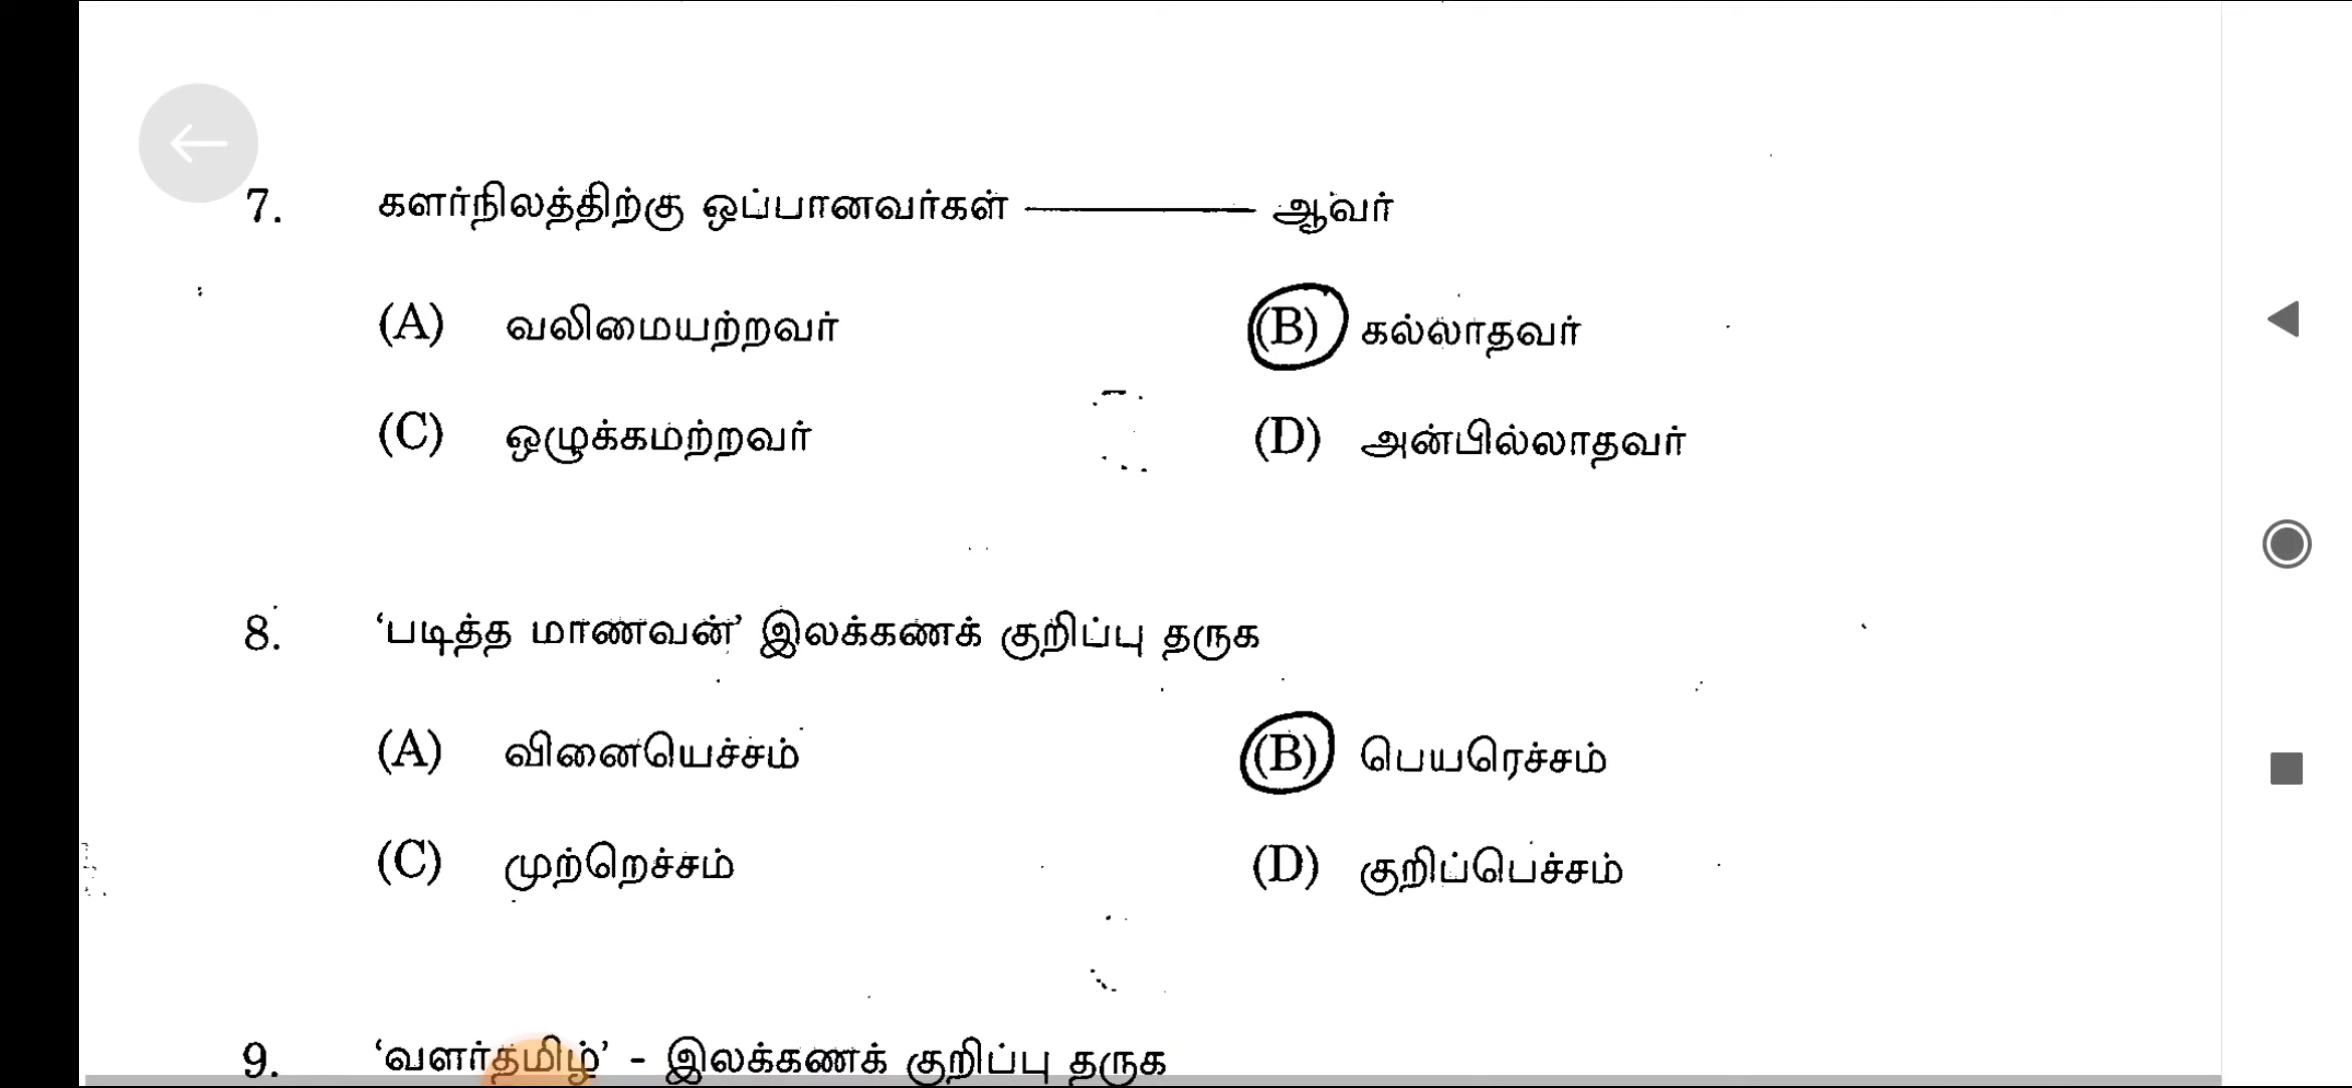 7. களர்நிலத்திற்கு ஒப்பானவர்கள் ———— ஆவர்
(A) வலிமையற்றவர் (B) கல்லாதவர்
(C) ஒழுக்கமற்றவர் (D) அன்பில்லாதவர்
8. ‘படித்த மாணவன்’ இலக்கணக் குறிப்பு தருக
(A) வினையெச்சம் (B) பெயரெச்சம்
(C) முற்றெச்சம் (D) குறிப்பெச்சம்
9. ‘வளர்தமிழ்’ - இலக்கணக் குறிப்பு தருக